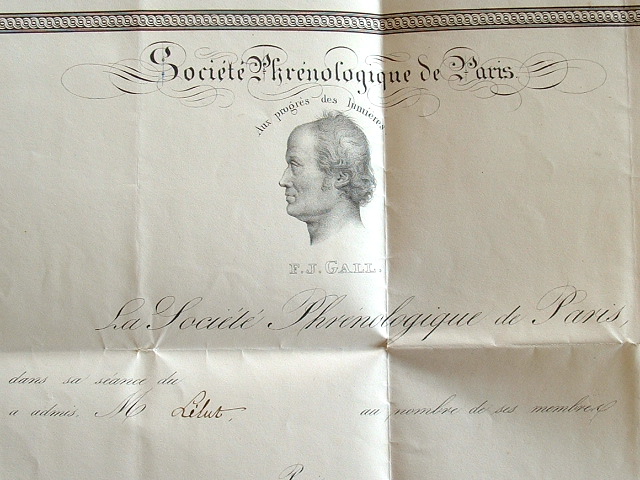 Société Phrénologique de Paris.
Aux progrès des lumières
F. J. GALL.
La Société Phrénologique de Paris,
dans sa séance du
a admis M Lélut, au nombre de ses membres